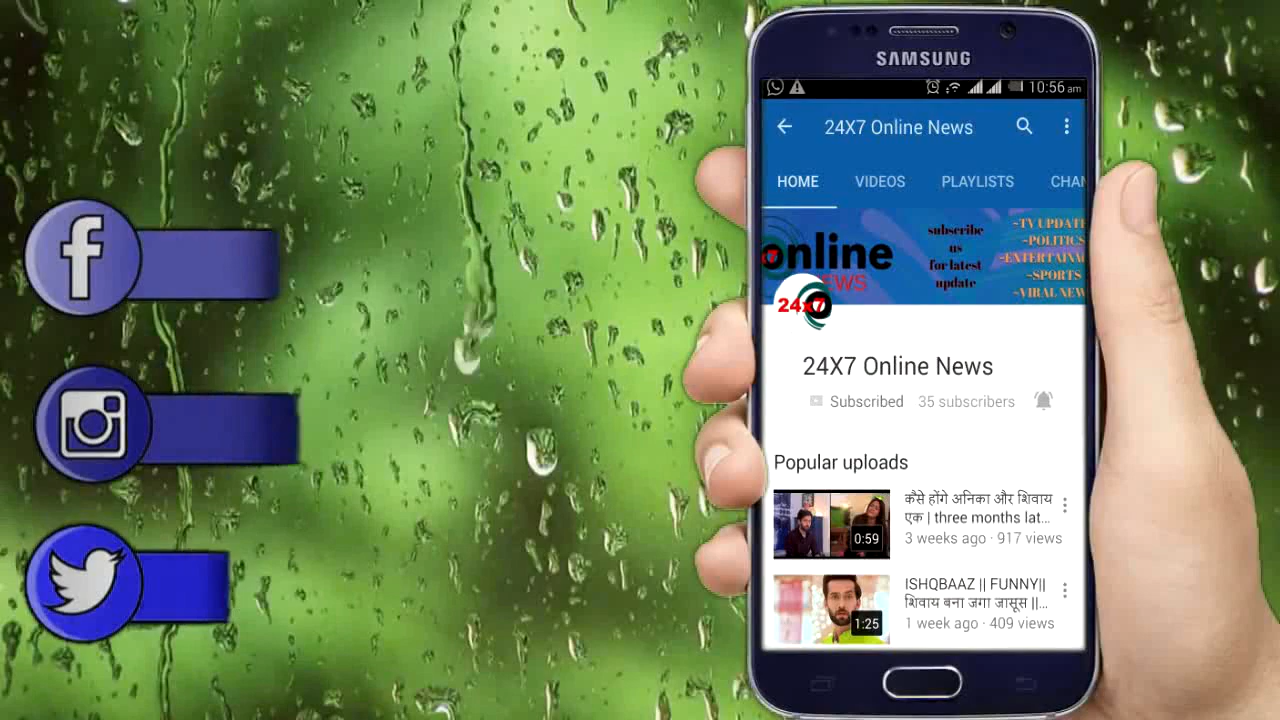 SAMSUNG
10:56 am
24X7 Online News
HOME VIDEOS PLAYLISTS CHAN
online
NEWS
subscribe
us
for latest
update
~TV UPDATE
~POLITICS
~ENTERTAINM
~SPORTS
~VIRAL NEW
24x7
24X7 Online News
Subscribed 35 subscribers
Popular uploads
0:59
कैसे होंगे अनिका और शिवाय
एक | three months lat...
3 weeks ago · 917 views
1:25
ISHQBAAZ || FUNNY||
शिवाय बना जगा जासूस ||...
1 week ago · 409 views